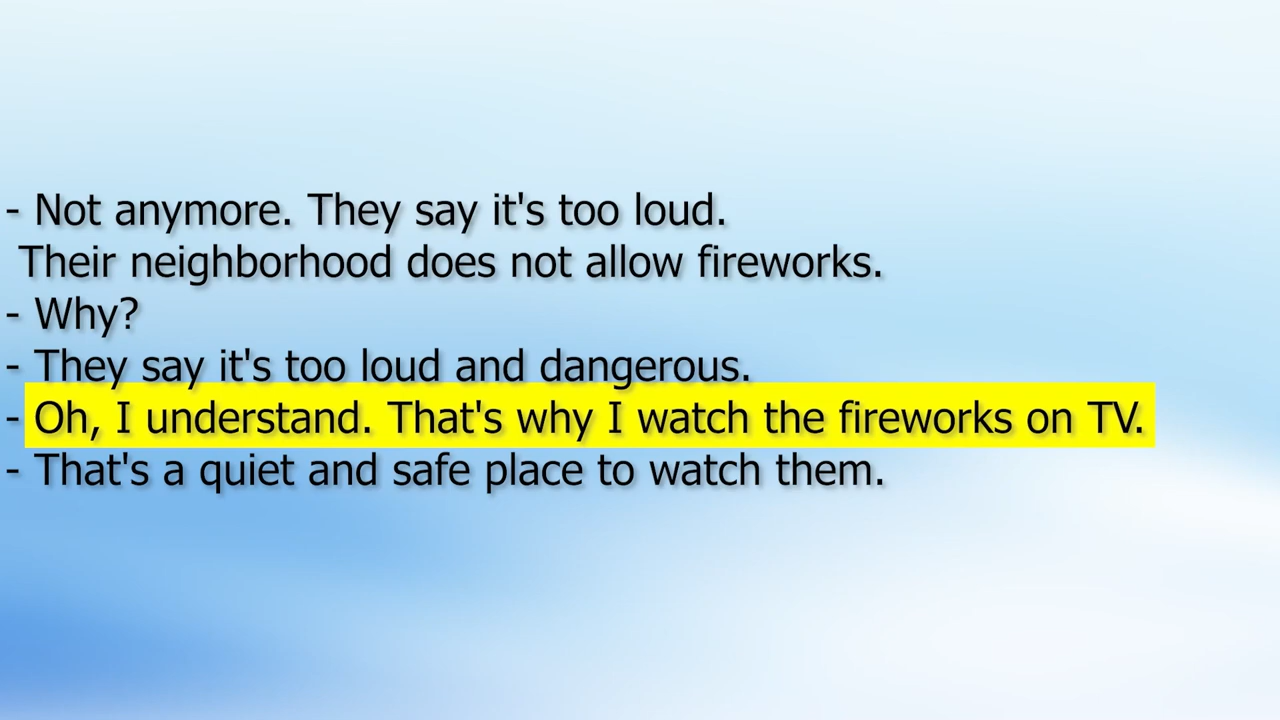 - Not anymore. They say it's too loud.
Their neighborhood does not allow fireworks.
- Why?
- They say it's too loud and dangerous.
- Oh, I understand. That's why I watch the fireworks on TV.
- That's a quiet and safe place to watch them.